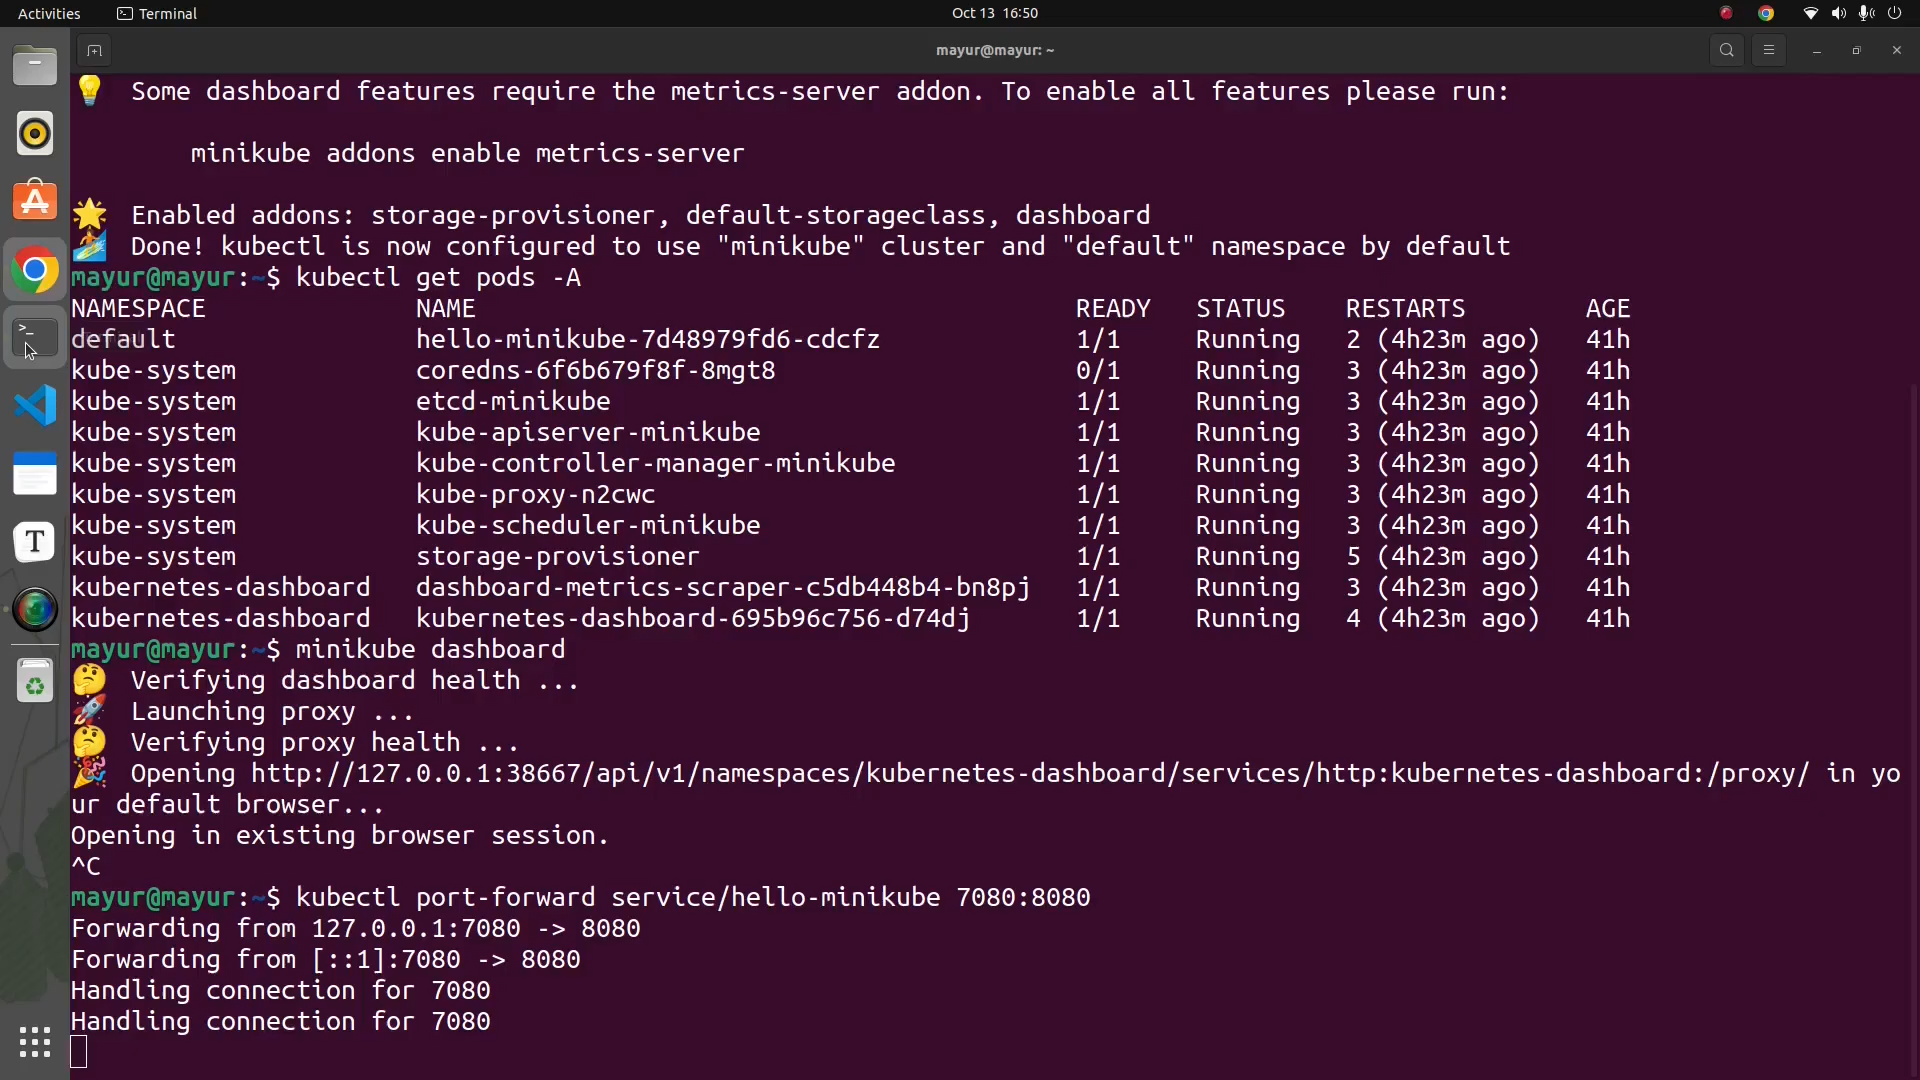 Activities Terminal Oct 13 16:50
mayur@mayur: ~
Some dashboard features require the metrics-server addon. To enable all features please run:
minikube addons enable metrics-server
Enabled addons: storage-provisioner, default-storageclass, dashboard
Done! kubectl is now configured to use "minikube" cluster and "default" namespace by default
mayur@mayur:~$ kubectl get pods -A
NAMESPACE NAME READY STATUS RESTARTS AGE
default hello-minikube-7d48979fd6-cdcfz 1/1 Running 2 (4h23m ago) 41h
kube-system coredns-6f6b679f8f-8mgt8 0/1 Running 3 (4h23m ago) 41h
kube-system etcd-minikube 1/1 Running 3 (4h23m ago) 41h
kube-system kube-apiserver-minikube 1/1 Running 3 (4h23m ago) 41h
kube-system kube-controller-manager-minikube 1/1 Running 3 (4h23m ago) 41h
kube-system kube-proxy-n2cwc 1/1 Running 3 (4h23m ago) 41h
kube-system kube-scheduler-minikube 1/1 Running 3 (4h23m ago) 41h
kube-system storage-provisioner 1/1 Running 5 (4h23m ago) 41h
kubernetes-dashboard dashboard-metrics-scraper-c5db448b4-bn8pj 1/1 Running 3 (4h23m ago) 41h
kubernetes-dashboard kubernetes-dashboard-695b96c756-d74dj 1/1 Running 4 (4h23m ago) 41h
mayur@mayur:~$ minikube dashboard
Verifying dashboard health ...
Launching proxy ...
Verifying proxy health ...
Opening http://127.0.0.1:38667/api/v1/namespaces/kubernetes-dashboard/services/http:kubernetes-dashboard:/proxy/ in yo
ur default browser...
Opening in existing browser session.
^C
mayur@mayur:~$ kubectl port-forward service/hello-minikube 7080:8080
Forwarding from 127.0.0.1:7080 -> 8080
Forwarding from [::1]:7080 -> 8080
Handling connection for 7080
Handling connection for 7080